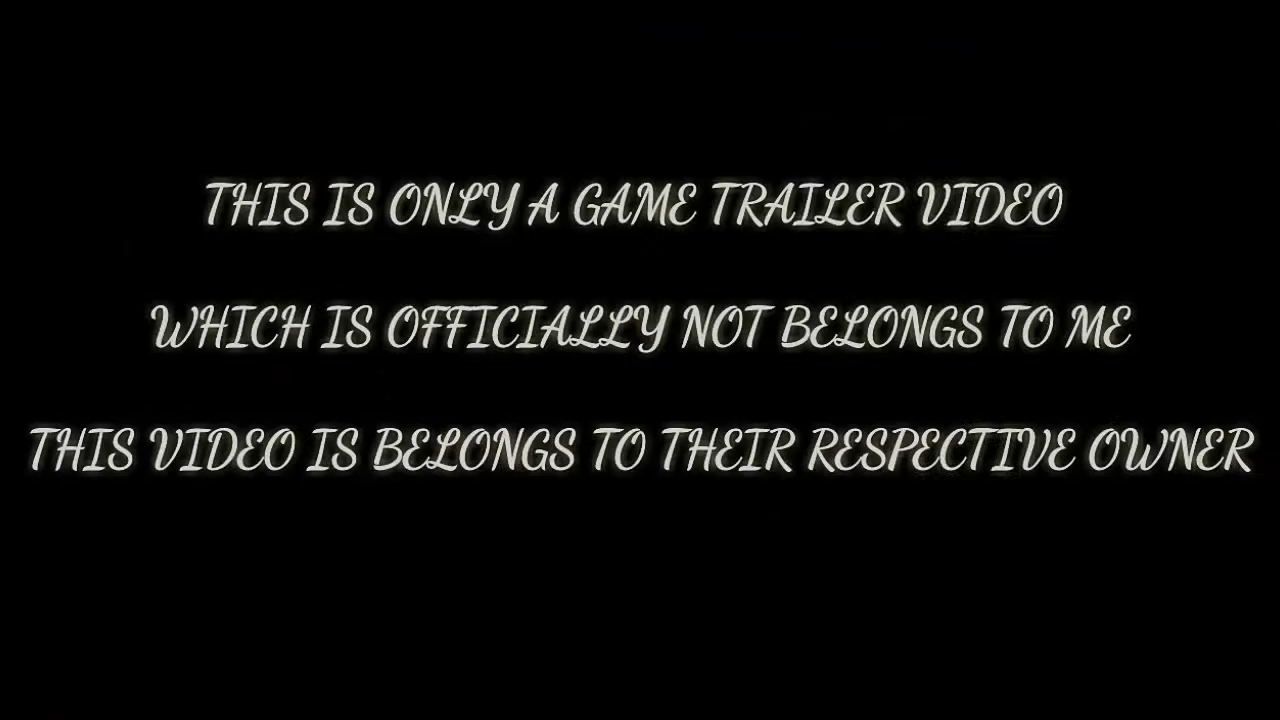 THIS IS ONLY A GAME TRAILER VIDEO
WHICH IS OFFICIALLY NOT BELONGS TO ME
THIS VIDEO IS BELONGS TO THEIR RESPECTIVE OWNER